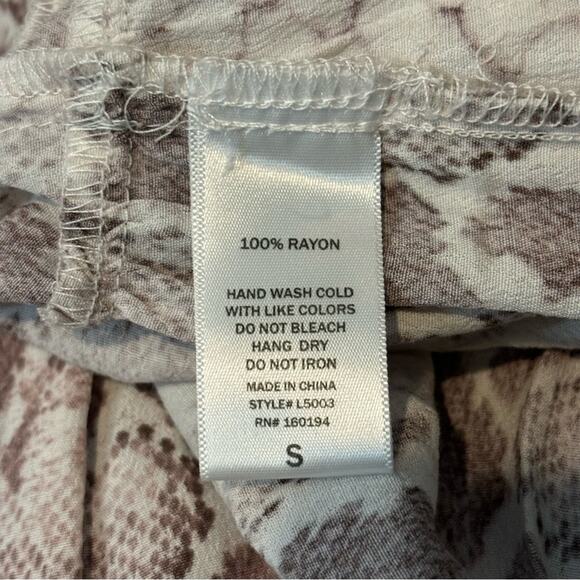 100% RAYON
HAND WASH COLD
WITH LIKE COLORS
DO NOT BLEACH
HANG DRY
DO NOT IRON
MADE IN CHINA
STYLE# L5003
RN# 160194
S